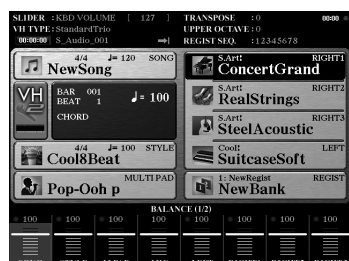 SLIDER : KBD VOLUME [ 127 ] TRANSPOSE : 0 00:00
VH TYPE : StandardTrio UPPER OCTAVE : 0
00:00:00 S_Audio_001 REGIST SEQ. : 12345678
4/4 ♩= 120 SONG
NewSong
S.Art! RIGHT1
ConcertGrand
VH
2
BAR 001
BEAT 1
♩= 100
CHORD
S.Art! RIGHT2
RealStrings
S.Art! RIGHT3
SteelAcoustic
4/4 ♩= 100 STYLE
Cool8Beat
Cool! LEFT
SuitcaseSoft
MULTI PAD
Pop-Ooh p
1: NewRegist REGIST
NewBank
BALANCE (1/2)
100 100 100 100 100 100 100 100